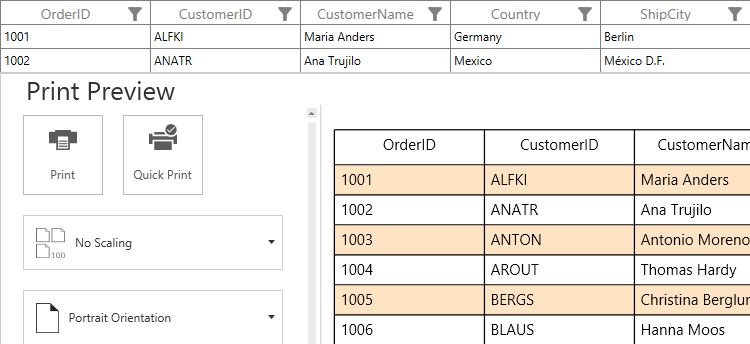 OrderID CustomerID CustomerName Country ShipCity
1001 ALFKI Maria Anders Germany Berlin
1002 ANATR Ana Trujilo Mexico México D.F.
Print Preview
Print Quick Print
100 No Scaling
Portrait Orientation
OrderID CustomerID CustomerNam
1001 ALFKI Maria Anders
1002 ANATR Ana Trujilo
1003 ANTON Antonio Moreno
1004 AROUT Thomas Hardy
1005 BERGS Christina Berglun
1006 BLAUS Hanna Moos